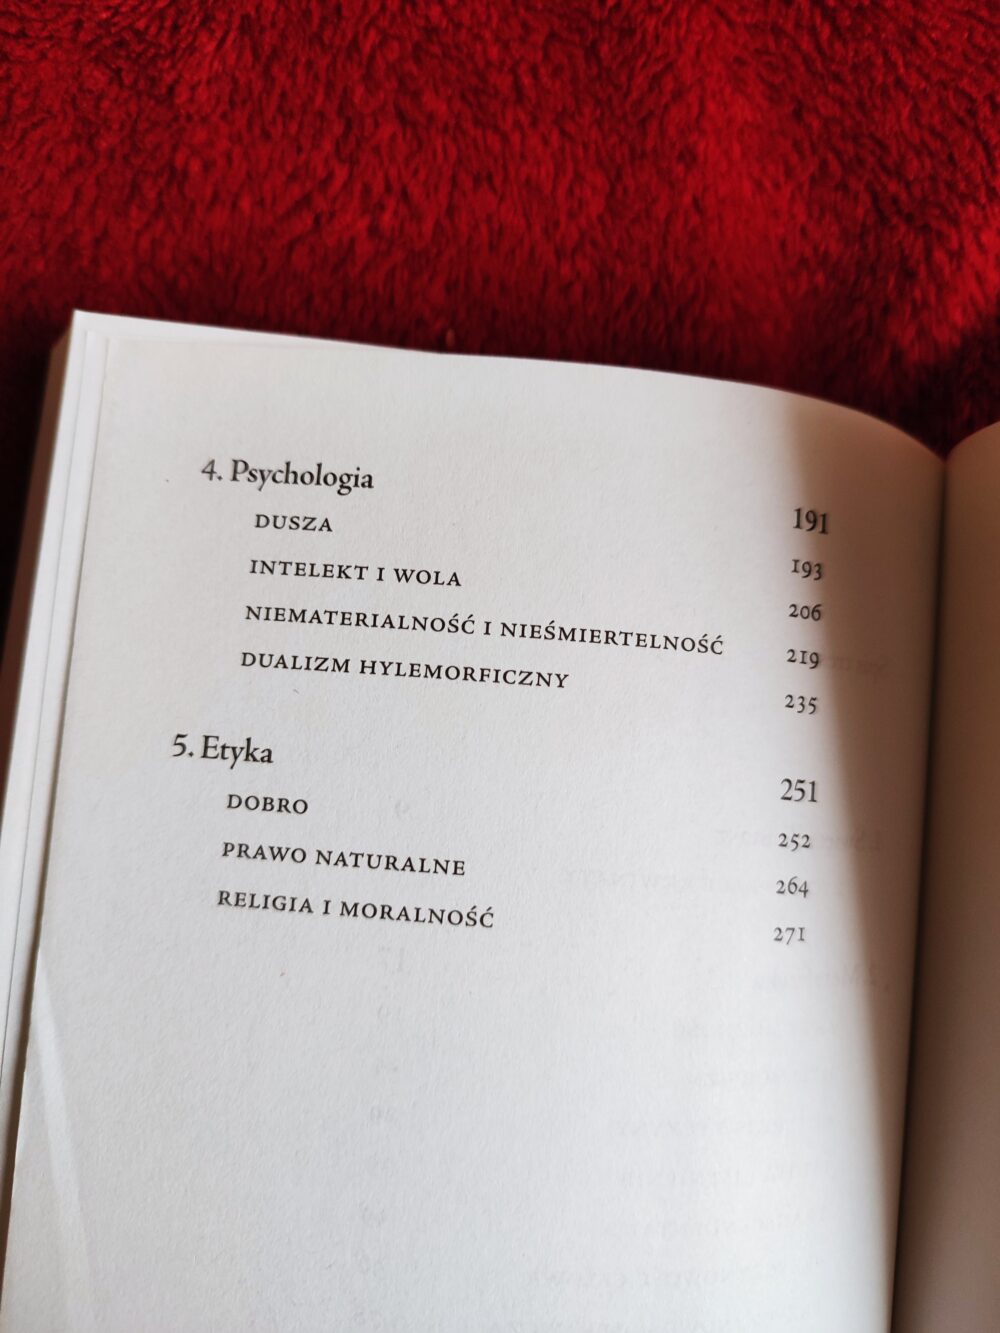 4. Psychologia 191
DUSZA 193
INTELEKT I WOLA 206
NIEMATERIALNOŚĆ I NIEŚMIERTELNOŚĆ 219
DUALIZM HYLEMORFICZNY 235
5. Etyka 251
DOBRO 252
PRAWO NATURALNE 264
RELIGIA I MORALNOŚĆ 271